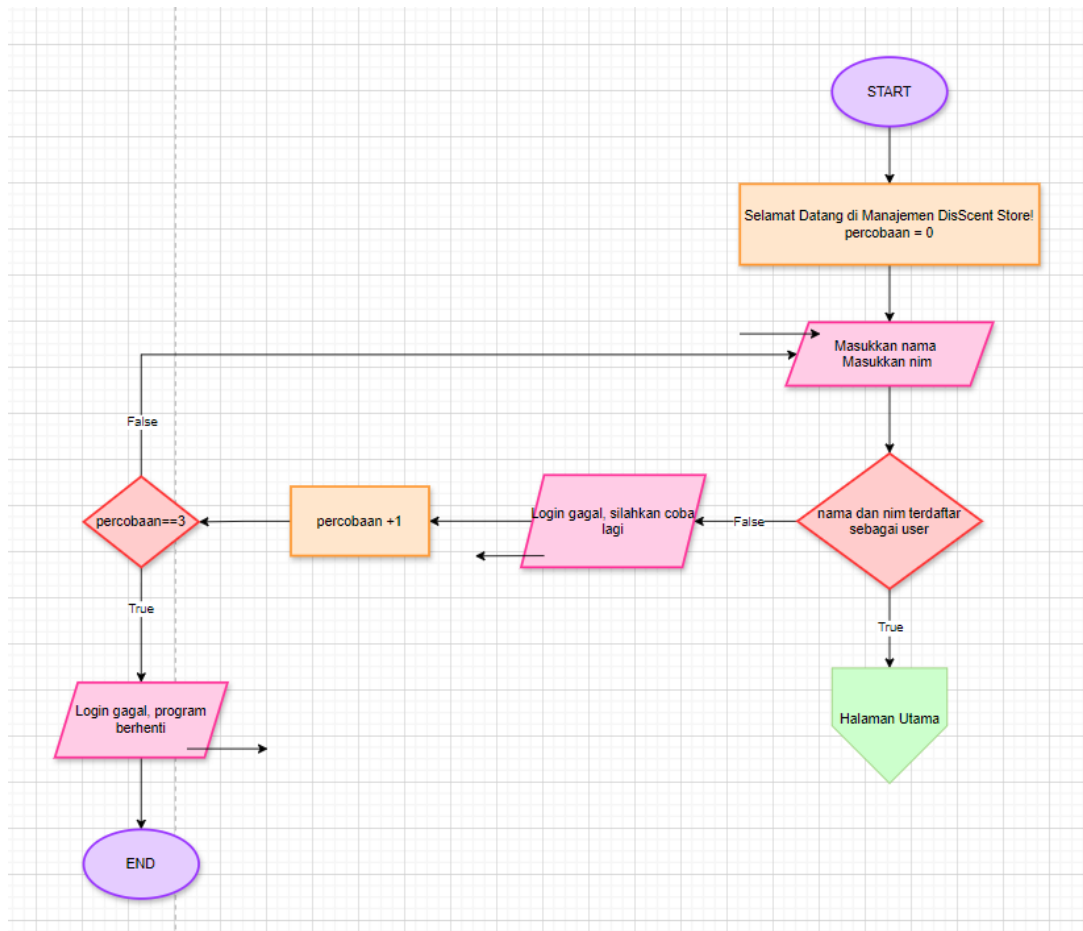 START
Selamat Datang di Manajemen DisScent Store!
percobaan = 0
Masukkan nama
Masukkan nim
False
nama dan nim terdaftar
sebagai user
False
Login gagal, silahkan coba
lagi
percobaan +1
percobaan==3
True
True
Login gagal, program
berhenti
Halaman Utama
END